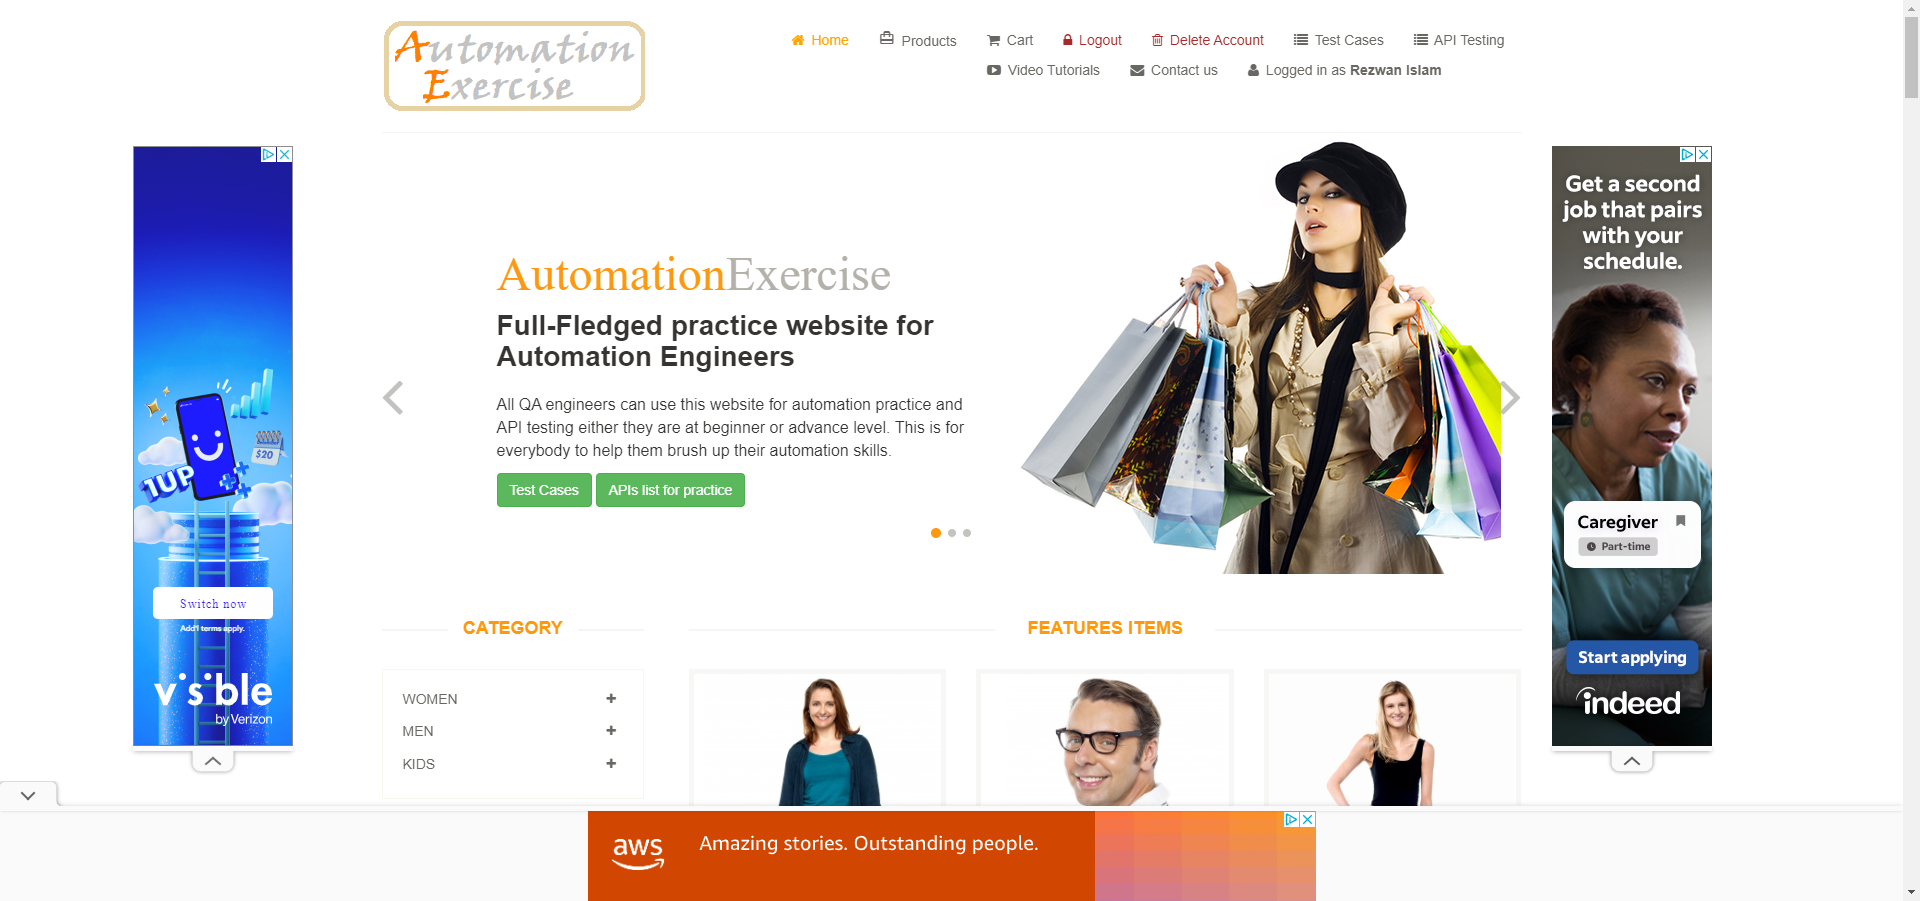 Automation
Exercise
Home
Products
Cart
Logout
Delete Account
Test Cases
API Testing
Video Tutorials
Contact us
Logged in as Rezwan Islam
AutomationExercise
Full-Fledged practice website for
Automation Engineers
All QA engineers can use this website for automation practice and
API testing either they are at beginner or advance level. This is for
everybody to help them brush up their automation skills.
Test Cases
APIs list for practice
1UP
$20
Switch now
Add'l terms apply.
visible
by Verizon
Get a second
job that pairs
with your
schedule.
Caregiver
Part-time
Start applying
indeed
CATEGORY
WOMEN
MEN
KIDS
FEATURES ITEMS
aws
Amazing stories. Outstanding people.